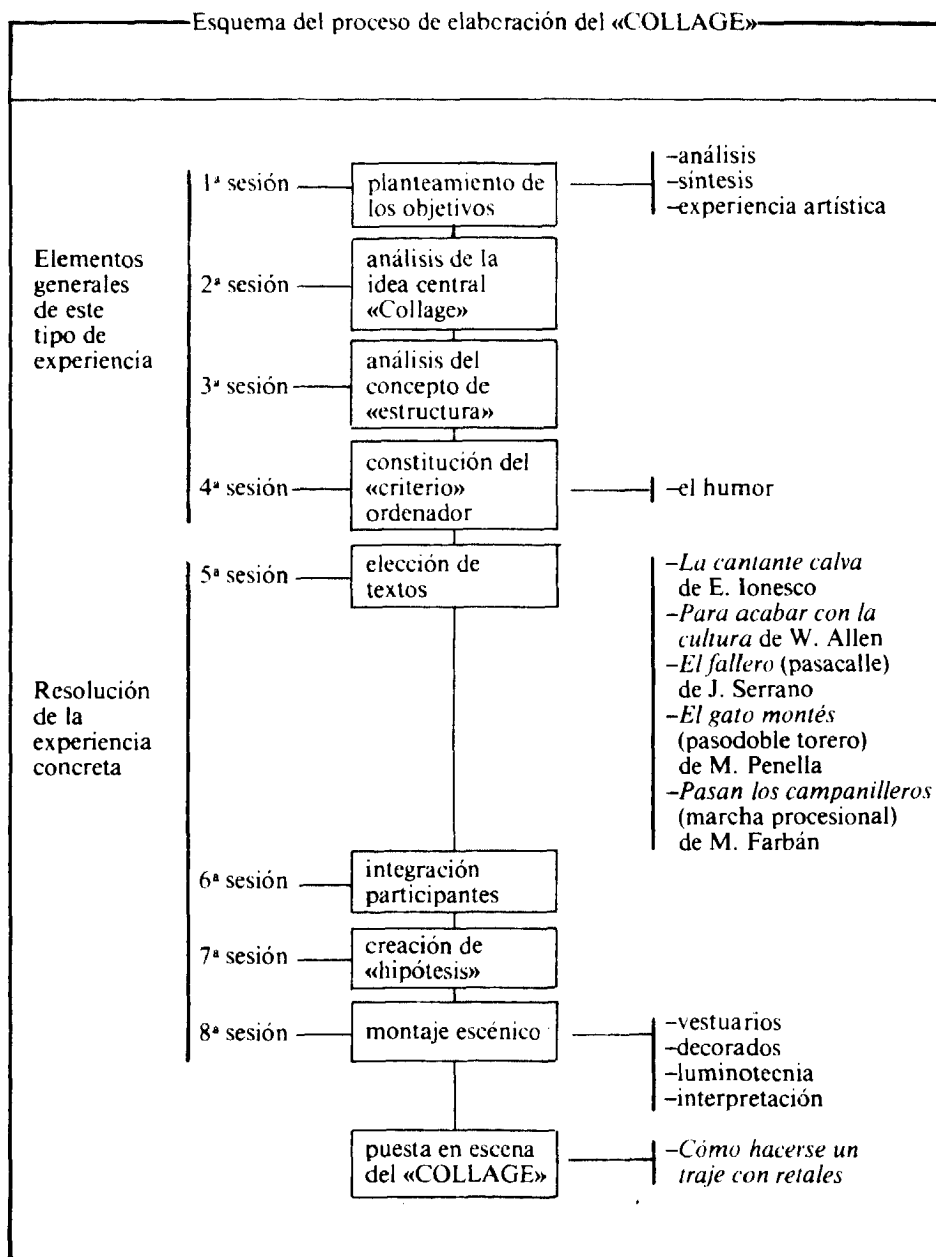 Esquema del proceso de elaboración del «COLLAGE»
Elementos
generales
de este
tipo de
experiencia
1ª sesión
planteamiento de
los objetivos
–análisis
–síntesis
–experiencia artística
2ª sesión
análisis de la
idea central
«Collage»
3ª sesión
análisis del
concepto de
«estructura»
4ª sesión
constitución del
«criterio»
ordenador
–el humor
Resolución
de la
experiencia
concreta
5ª sesión
elección de
textos
–La cantante calva
de E. Ionesco
–Para acabar con la
cultura de W. Allen
–El fallero (pasacalle)
de J. Serrano
–El gato montés
(pasodoble torero)
de M. Penella
–Pasan los campanilleros
(marcha procesional)
de M. Farbán
6ª sesión
integración
participantes
7ª sesión
creación de
«hipótesis»
8ª sesión
montaje escénico
–vestuarios
–decorados
–luminotecnia
–interpretación
puesta en escena
del «COLLAGE»
–Cómo hacerse un
traje con retales